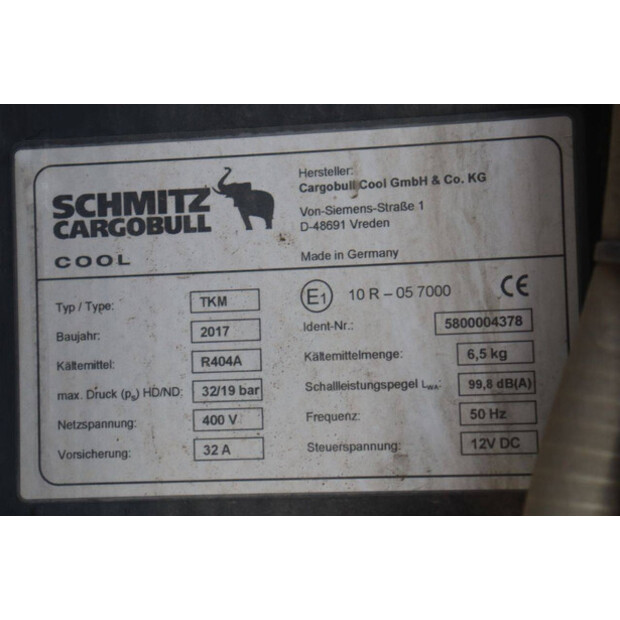 SCHMITZ
CARGOBULL
COOL
Hersteller:
Cargobull Cool GmbH & Co. KG
Von-Siemens-Straße 1
D-48691 Vreden
Made in Germany
Typ / Type: TKM
Baujahr: 2017
Kältemittel: R404A
max. Druck (ps) HD/ND: 32/19 bar
Netzspannung: 400 V
Vorsicherung: 32 A
E1 10 R – 05 7000 CE
Ident-Nr.: 5800004378
Kältemittelmenge: 6,5 kg
Schallleistungspegel LWA: 99,8 dB(A)
Frequenz: 50 Hz
Steuerspannung: 12V DC